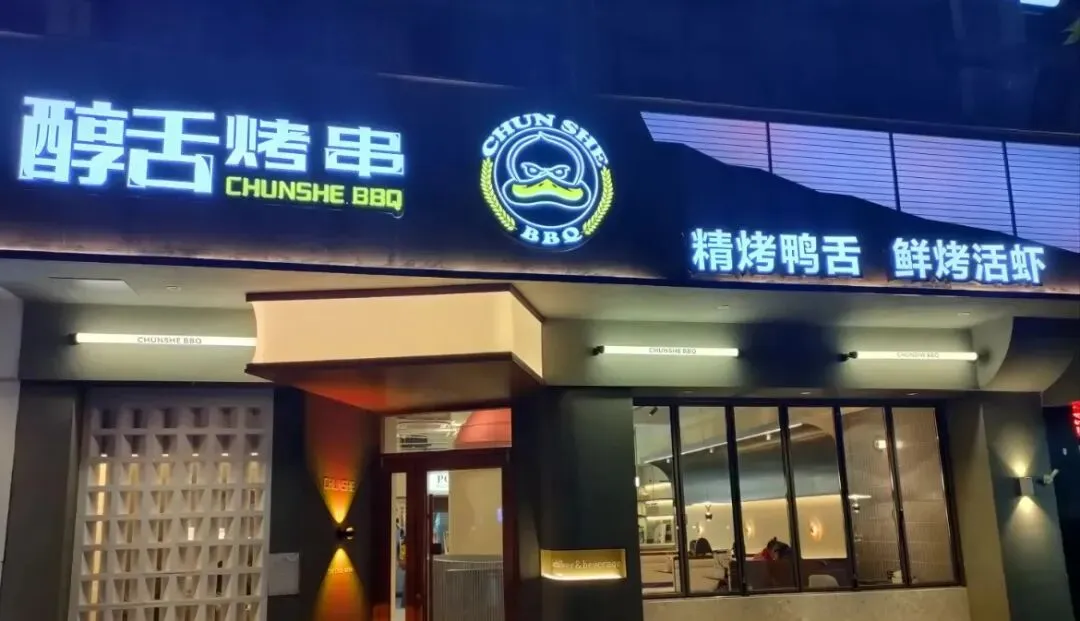 醇舌烤串
CHUNSHE.BBQ
CHUN SHE
BBQ
精烤鸭舌 鲜烤活虾
CHUNSHE BBQ
CHUNSHE BBQ
CHUNSHE BBQ
CHUNSHE
& beverage